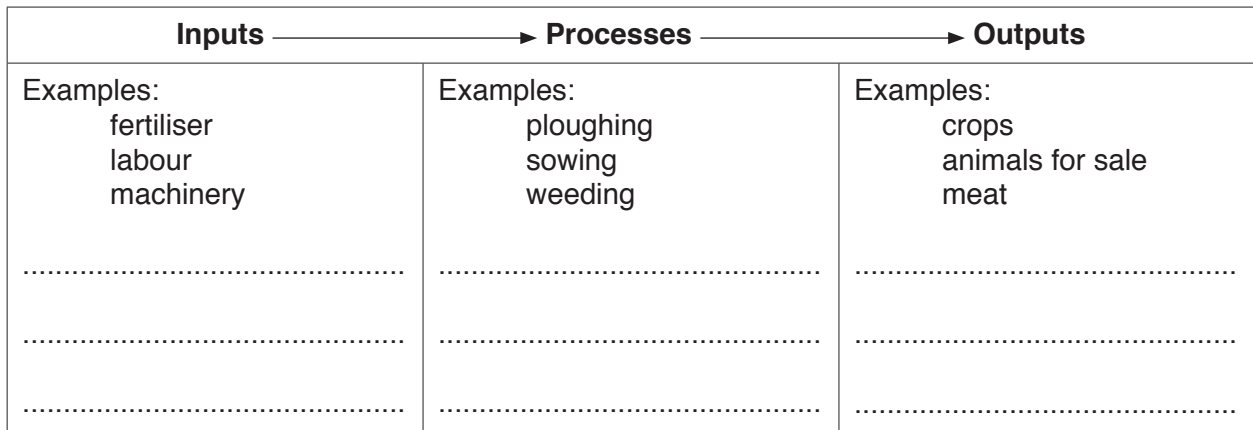 Inputs → Processes → Outputs
Examples:
fertiliser
labour
machinery
................................................
................................................
................................................
Examples:
ploughing
sowing
weeding
................................................
................................................
................................................
Examples:
crops
animals for sale
meat
................................................
................................................
................................................